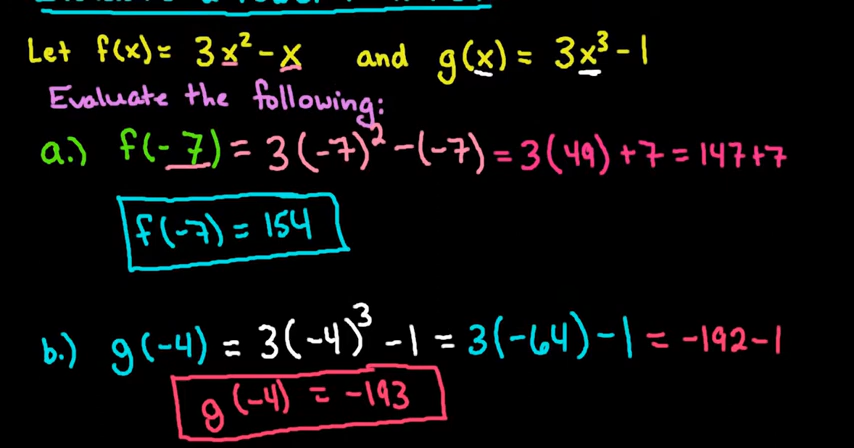 Let f(x) = 3x² - x and g(x) = 3x³ - 1
Evaluate the following:
a.) f(-7) = 3(-7)² - (-7) = 3(49) + 7 = 147 + 7
f(-7) = 154
b.) g(-4) = 3(-4)³ - 1 = 3(-64) - 1 = -192 - 1
g(-4) = -193